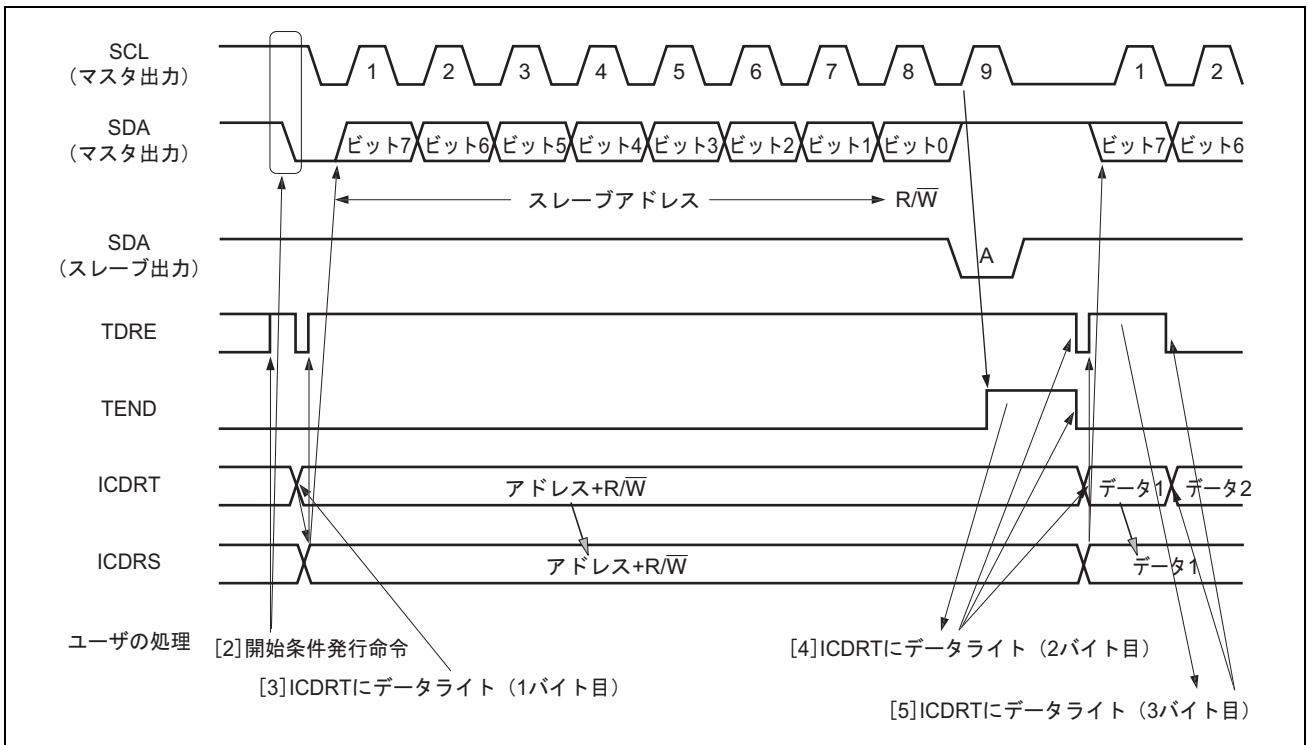 SCL
（マスタ出力）
1 2 3 4 5 6 7 8 9 1 2
SDA
（マスタ出力）
ビット7 ビット6 ビット5 ビット4 ビット3 ビット2 ビット1 ビット0 ビット7 ビット6
スレーブアドレス R/W̅
SDA
（スレーブ出力）
A
TDRE
TEND
ICDRT
アドレス+R/W̅ データ1 データ2
ICDRS
アドレス+R/W̅ データ1
ユーザの処理
[2]開始条件発行命令
[4]ICDRTにデータライト（2バイト目）
[3]ICDRTにデータライト（1バイト目）
[5]ICDRTにデータライト（3バイト目）